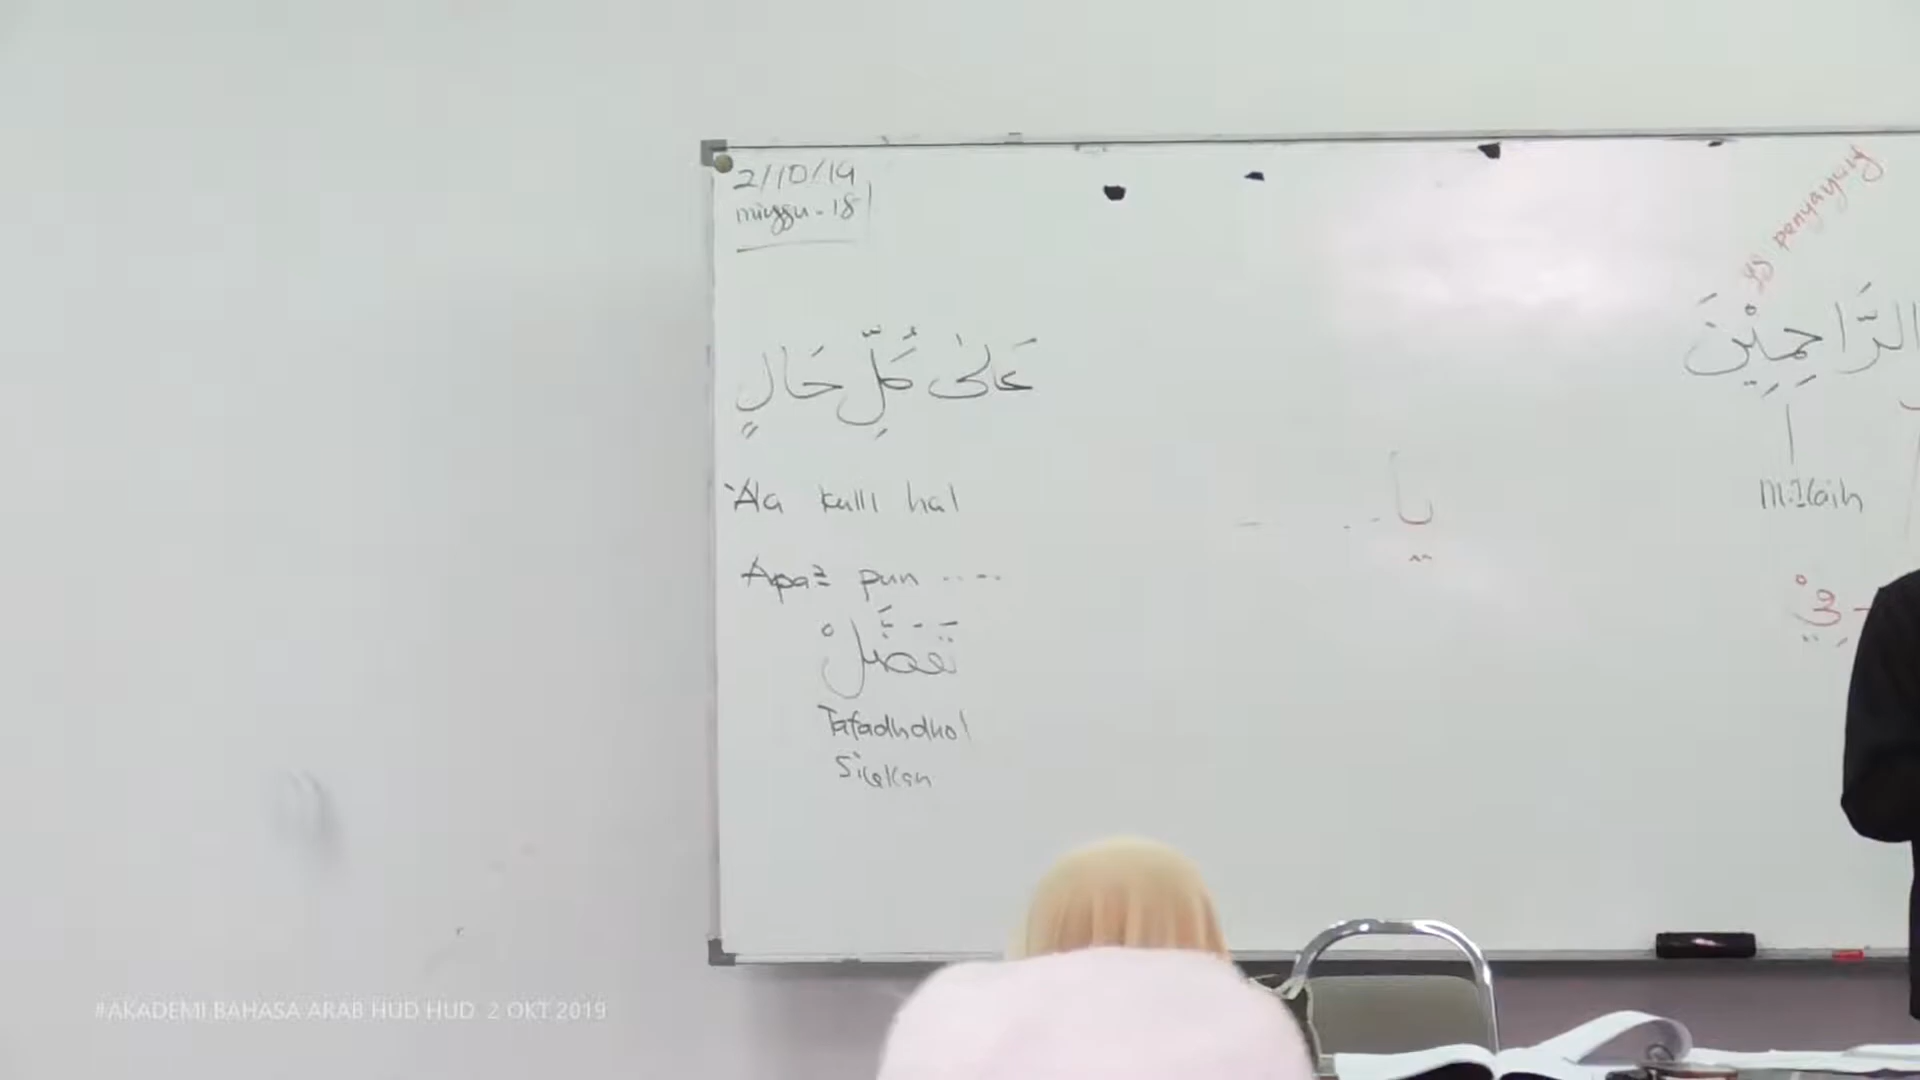 2/10/19
minggu - 18
عَلَىٰ كُلِّ حَالٍ
'Ala kulli hal
Apa2 pun ....
تَفَضَّلْ
Tafadhdhol
Silakan
yg penyayang
الرَّاحِمِيْنَ
#AKADEMI BAHASA ARAB HUD HUD 2 OKT 2019